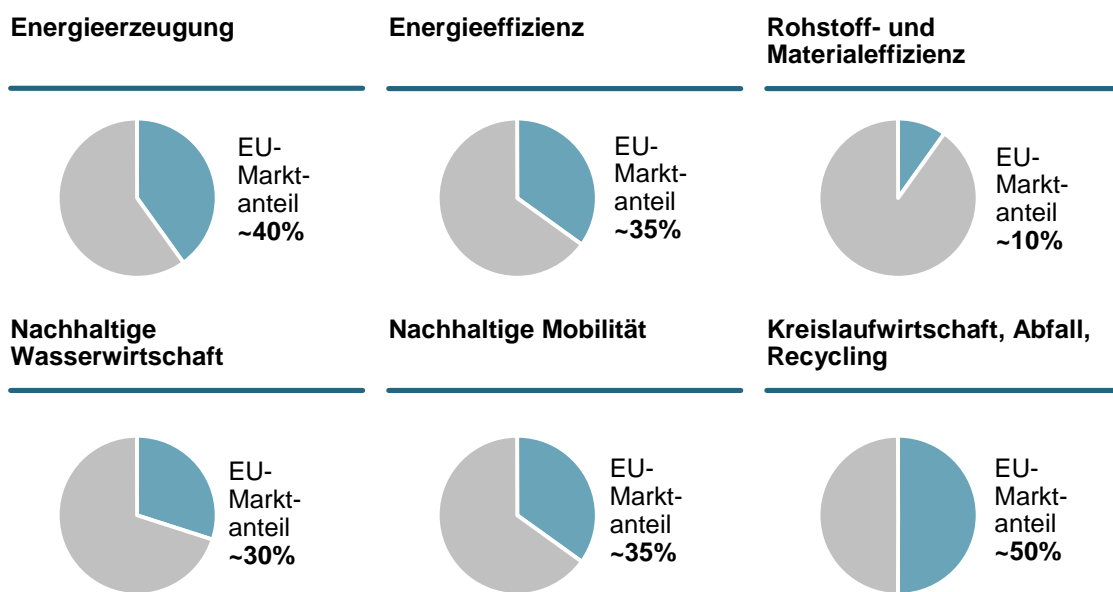 Energieerzeugung
EU-
Markt-
anteil
~40%
Energieeffizienz
EU-
Markt-
anteil
~35%
Rohstoff- und
Materialeffizienz
EU-
Markt-
anteil
~10%
Nachhaltige
Wasserwirtschaft
EU-
Markt-
anteil
~30%
Nachhaltige Mobilität
EU-
Markt-
anteil
~35%
Kreislaufwirtschaft, Abfall,
Recycling
EU-
Markt-
anteil
~50%